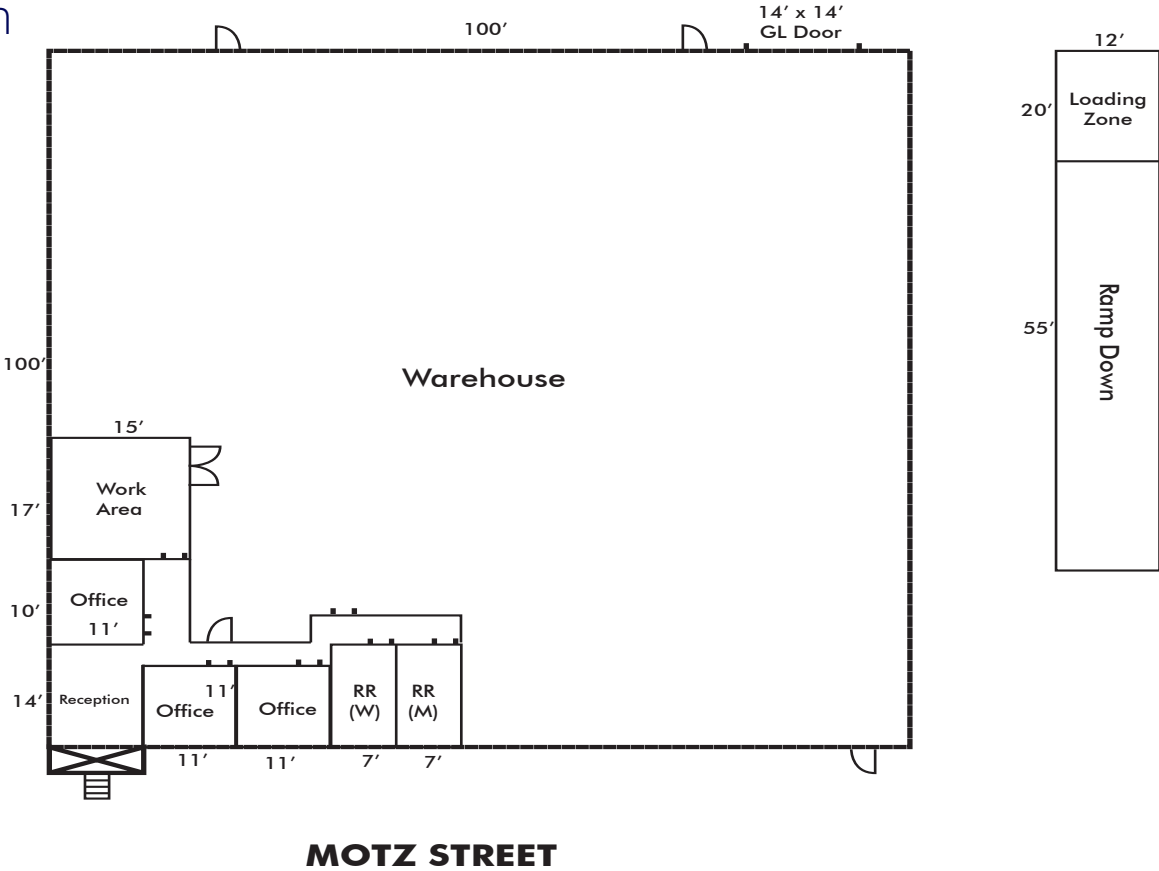 n
100′
14′ x 14′
GL Door
12′
20′
Loading
Zone
55′
Ramp Down
100′
Warehouse
15′
17′
Work
Area
10′
Office
11′
14′
Reception
11′
Office
Office
RR
(W)
RR
(M)
11′
11′
7′
7′
MOTZ STREET